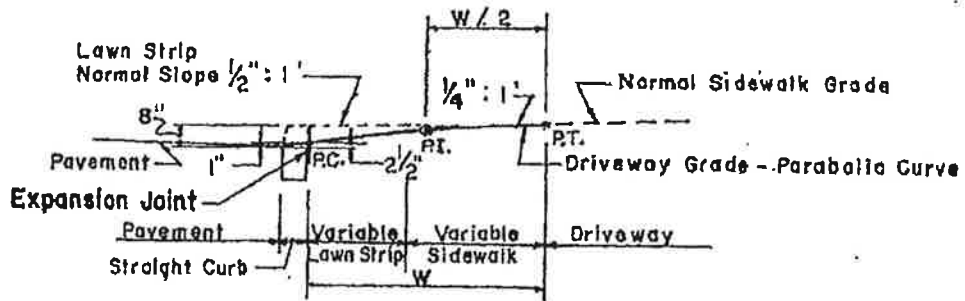 W/2
Lawn Strip
Normal Slope 1/2" : 1'
1/4" : 1'
Normal Sidewalk Grade
8"
P.I.
P.T.
Pavement
1"
P.C.
2 1/2"
Driveway Grade - Parabolic Curve
Expansion Joint
Pavement
Variable
Variable
Driveway
Lawn Strip
Sidewalk
Straight Curb
W